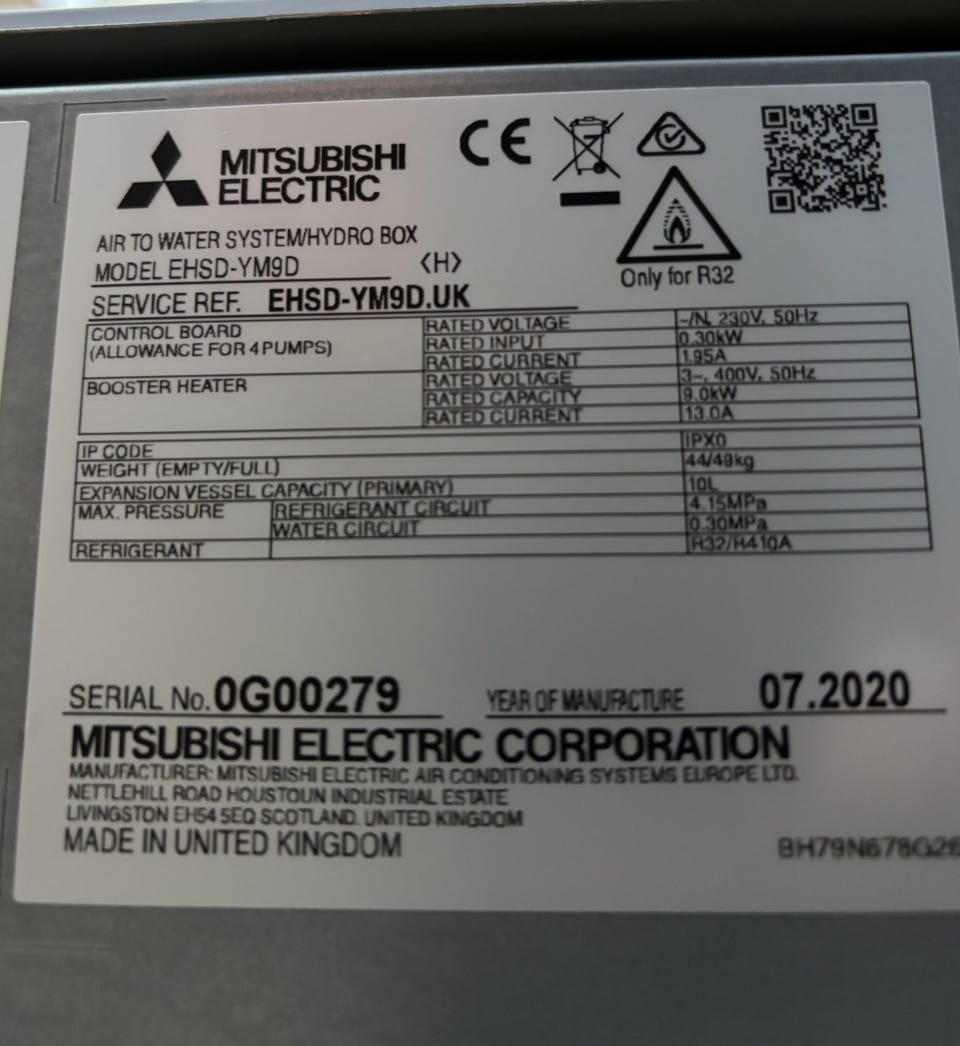 MITSUBISHI
ELECTRIC
CE
AIR TO WATER SYSTEM/HYDRO BOX
MODEL EHSD-YM9D <H>
Only for R32
SERVICE REF. EHSD-YM9D.UK
CONTROL BOARD RATED VOLTAGE ~/N, 230V, 50Hz
(ALLOWANCE FOR 4PUMPS) RATED INPUT 0.30kW
RATED CURRENT 1.95A
BOOSTER HEATER RATED VOLTAGE 3~, 400V, 50Hz
RATED CAPACITY 9.0kW
RATED CURRENT 13.0A
IP CODE IPX0
WEIGHT (EMPTY/FULL) 44/49kg
EXPANSION VESSEL CAPACITY (PRIMARY) 10L
MAX. PRESSURE REFRIGERANT CIRCUIT 4.15MPa
WATER CIRCUIT 0.30MPa
REFRIGERANT R32/R410A
SERIAL No. 0G00279 YEAR OF MANUFACTURE 07.2020
MITSUBISHI ELECTRIC CORPORATION
MANUFACTURER: MITSUBISHI ELECTRIC AIR CONDITIONING SYSTEMS EUROPE LTD.
NETTLEHILL ROAD HOUSTOUN INDUSTRIAL ESTATE
LIVINGSTON EH54 5EQ SCOTLAND. UNITED KINGDOM
MADE IN UNITED KINGDOM